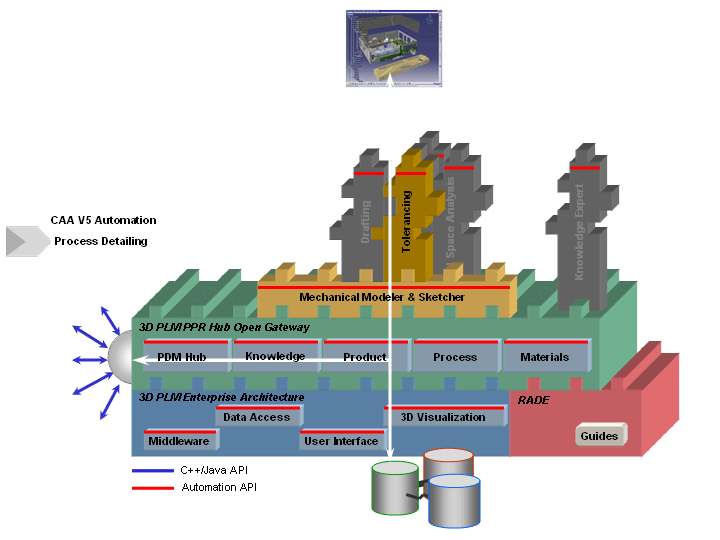 CAA V5 Automation
Process Detailing
Drafting
Tolerancing
Space Analysis
Knowledge Expert
Mechanical Modeler & Sketcher
3D PLM PPR Hub Open Gateway
PDM Hub
Knowledge
Product
Process
Materials
3D PLM Enterprise Architecture
RADE
Data Access
3D Visualization
Middleware
User Interface
Guides
C++/Java API
Automation API